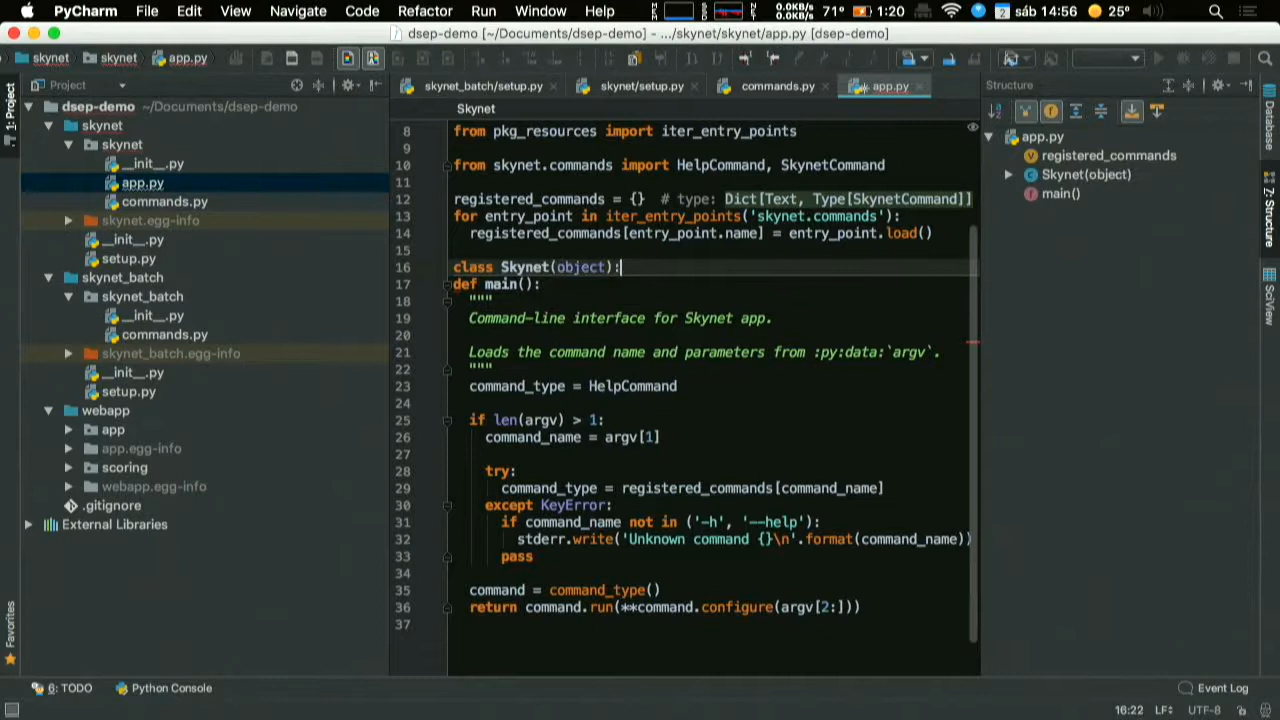 PyCharm File Edit View Navigate Code Refactor Run Window Help 0.0KB/s 0.0KB/s 71° 1:20 2 sáb 14:56 25°
dsep-demo [~/Documents/dsep-demo] - .../skynet/skynet/app.py [dsep-demo]
skynet skynet app.py
1: Project
Project
skynet_batch/setup.py skynet/setup.py commands.py app.py
Structure
Skynet
dsep-demo ~/Documents/dsep-demo
skynet
skynet
__init__.py
app.py
commands.py
skynet.egg-info
__init__.py
setup.py
skynet_batch
skynet_batch
__init__.py
commands.py
skynet_batch.egg-info
__init__.py
setup.py
webapp
app
app.egg-info
scoring
webapp.egg-info
.gitignore
External Libraries
8 from pkg_resources import iter_entry_points
9
10 from skynet.commands import HelpCommand, SkynetCommand
11
12 registered_commands = {} # type: Dict[Text, Type[SkynetCommand]]
13 for entry_point in iter_entry_points('skynet.commands'):
14 registered_commands[entry_point.name] = entry_point.load()
15
16 class Skynet(object):
17 def main():
18 """
19 Command-line interface for Skynet app.
20
21 Loads the command name and parameters from :py:data:`argv`.
22 """
23 command_type = HelpCommand
24
25 if len(argv) > 1:
26 command_name = argv[1]
27
28 try:
29 command_type = registered_commands[command_name]
30 except KeyError:
31 if command_name not in ('-h', '--help'):
32 stderr.write('Unknown command {}\n'.format(command_name))
33 pass
34
35 command = command_type()
36 return command.run(**command.configure(argv[2:]))
37
app.py
registered_commands
Skynet(object)
main()
Database
7: Structure
SciView
Favorites
6: TODO Python Console Event Log
16:22 LF UTF-8